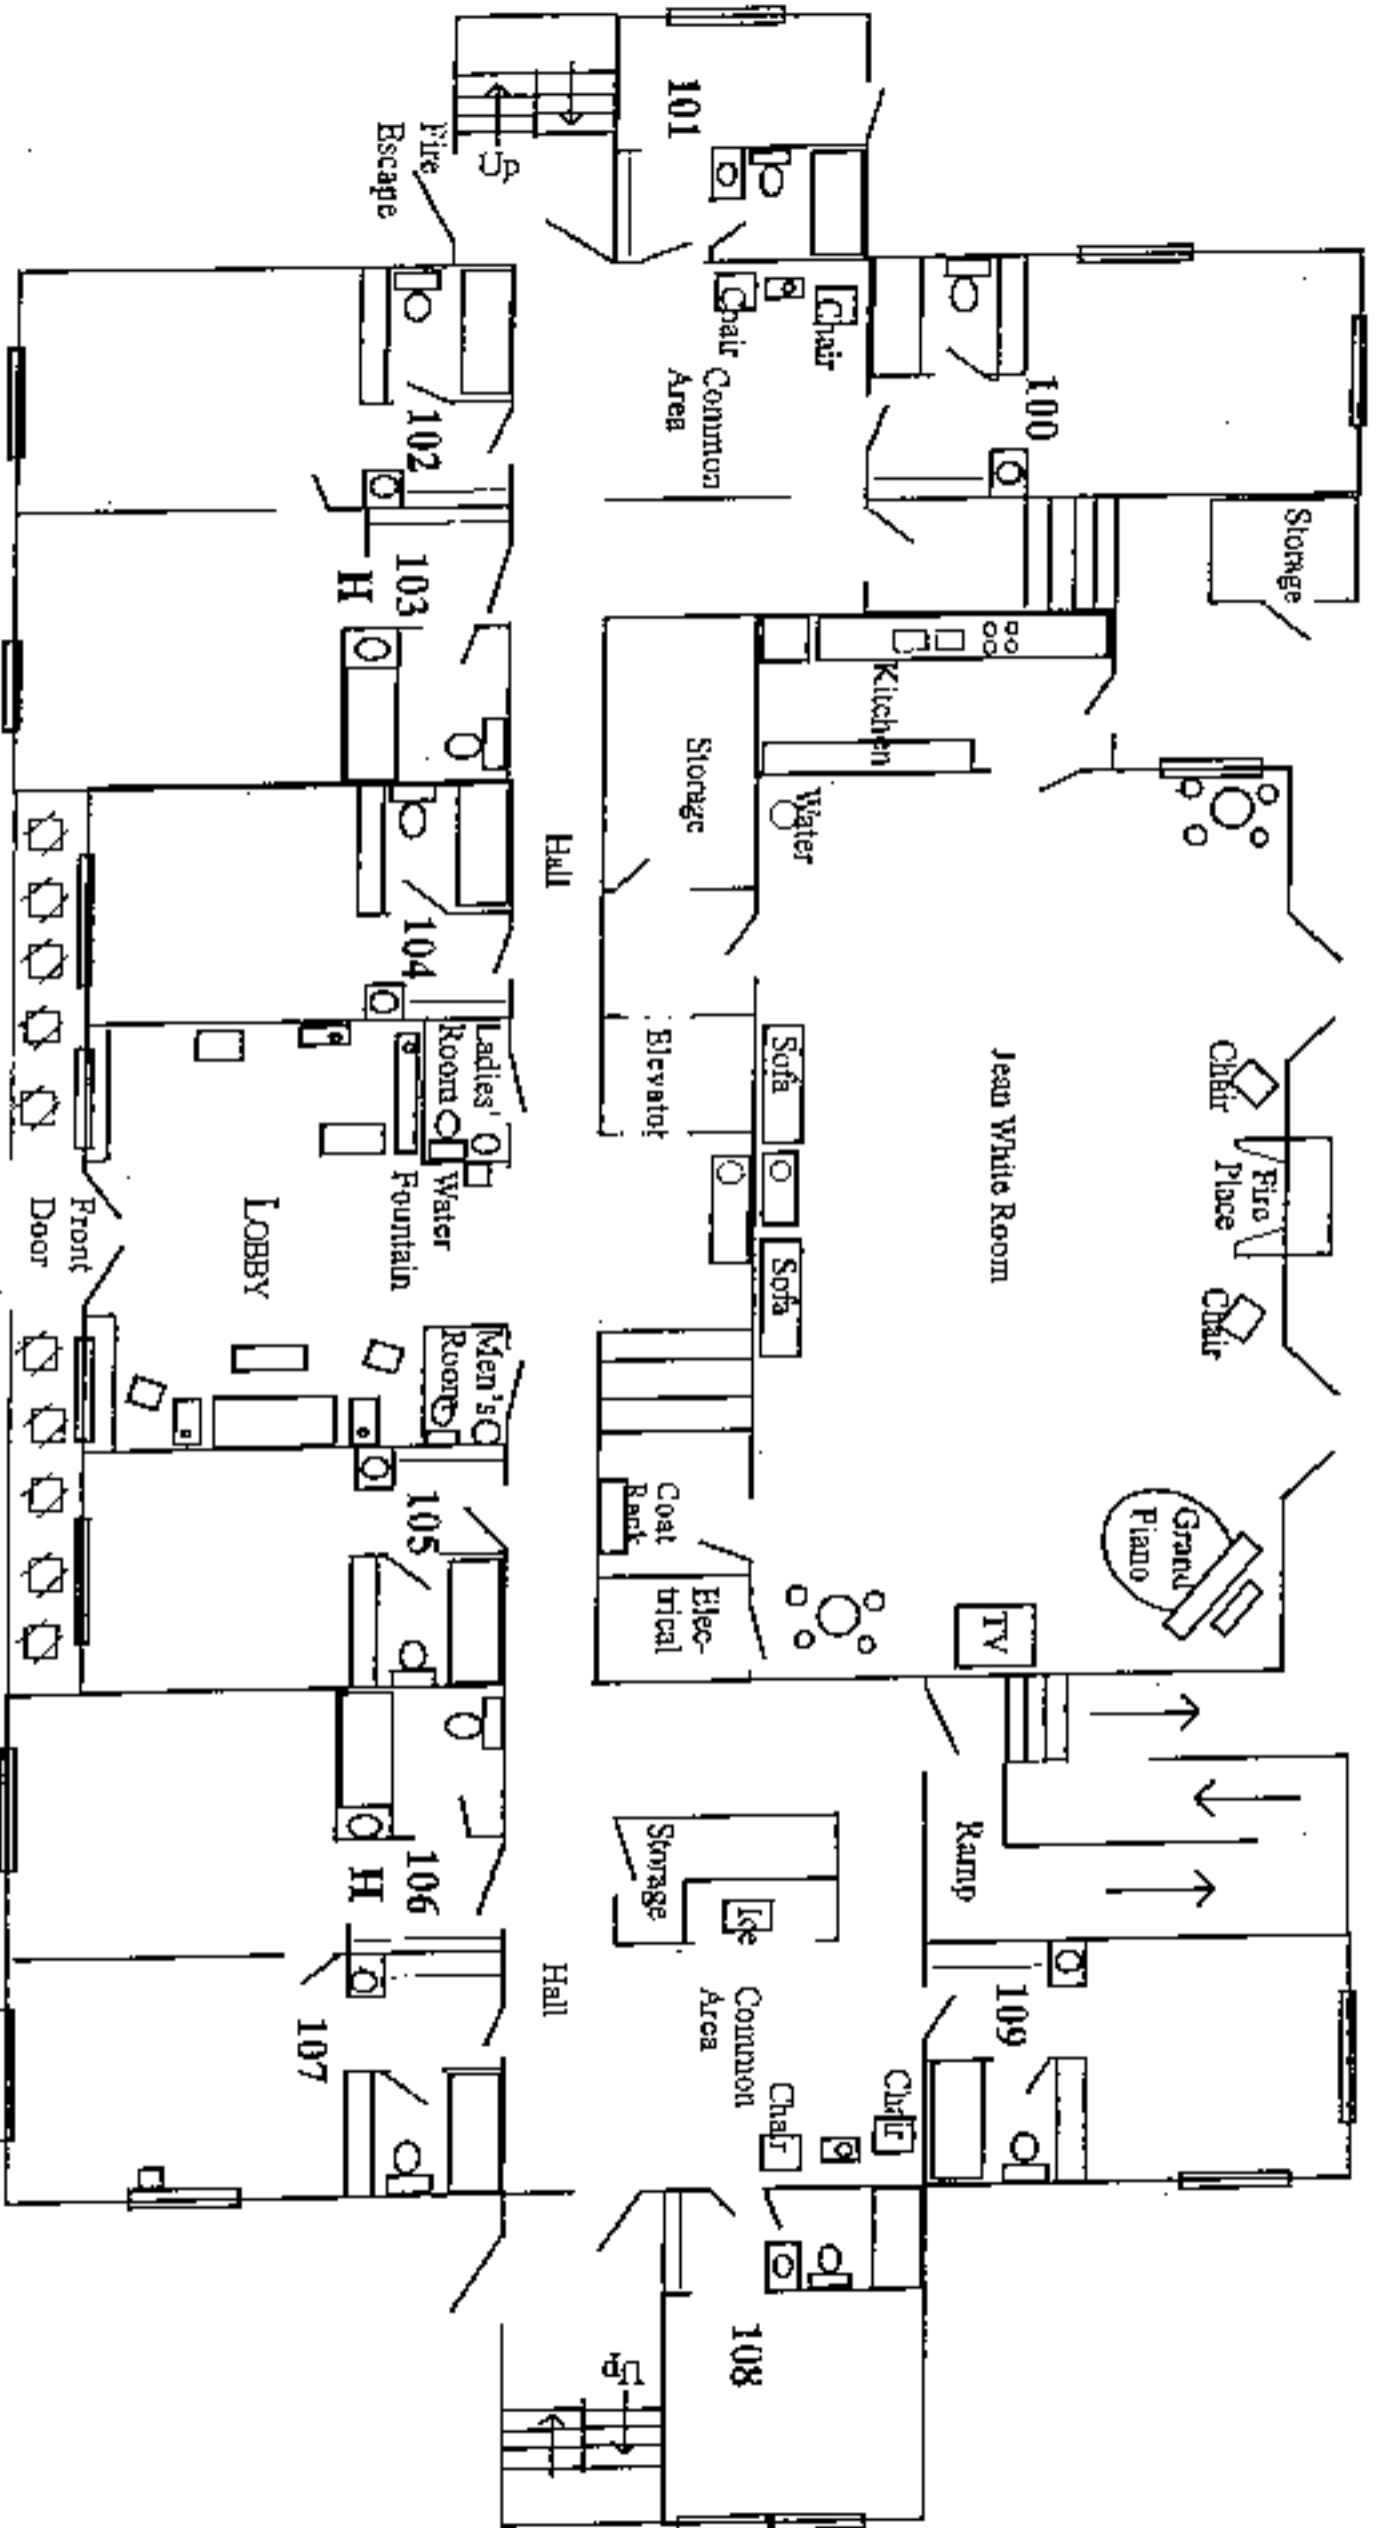 Storage
100
Chair
Chair
Common
Area
101
Up
Fire
Escape
102
103
H
Kitchen
Water
Storage
Hall
104
Chair
Fire
Place
Chair
Jean White Room
Sofa
Sofa
Elevator
Ladies'
Room
Water
Fountain
LOBBY
Front
Door
Men's
Room
Grand
Piano
TV
Coat
Rack
Elec-
trical
105
Ramp
Storage
Ice
106
H
Hall
109
Common
Area
Chair
Chair
107
108
Up